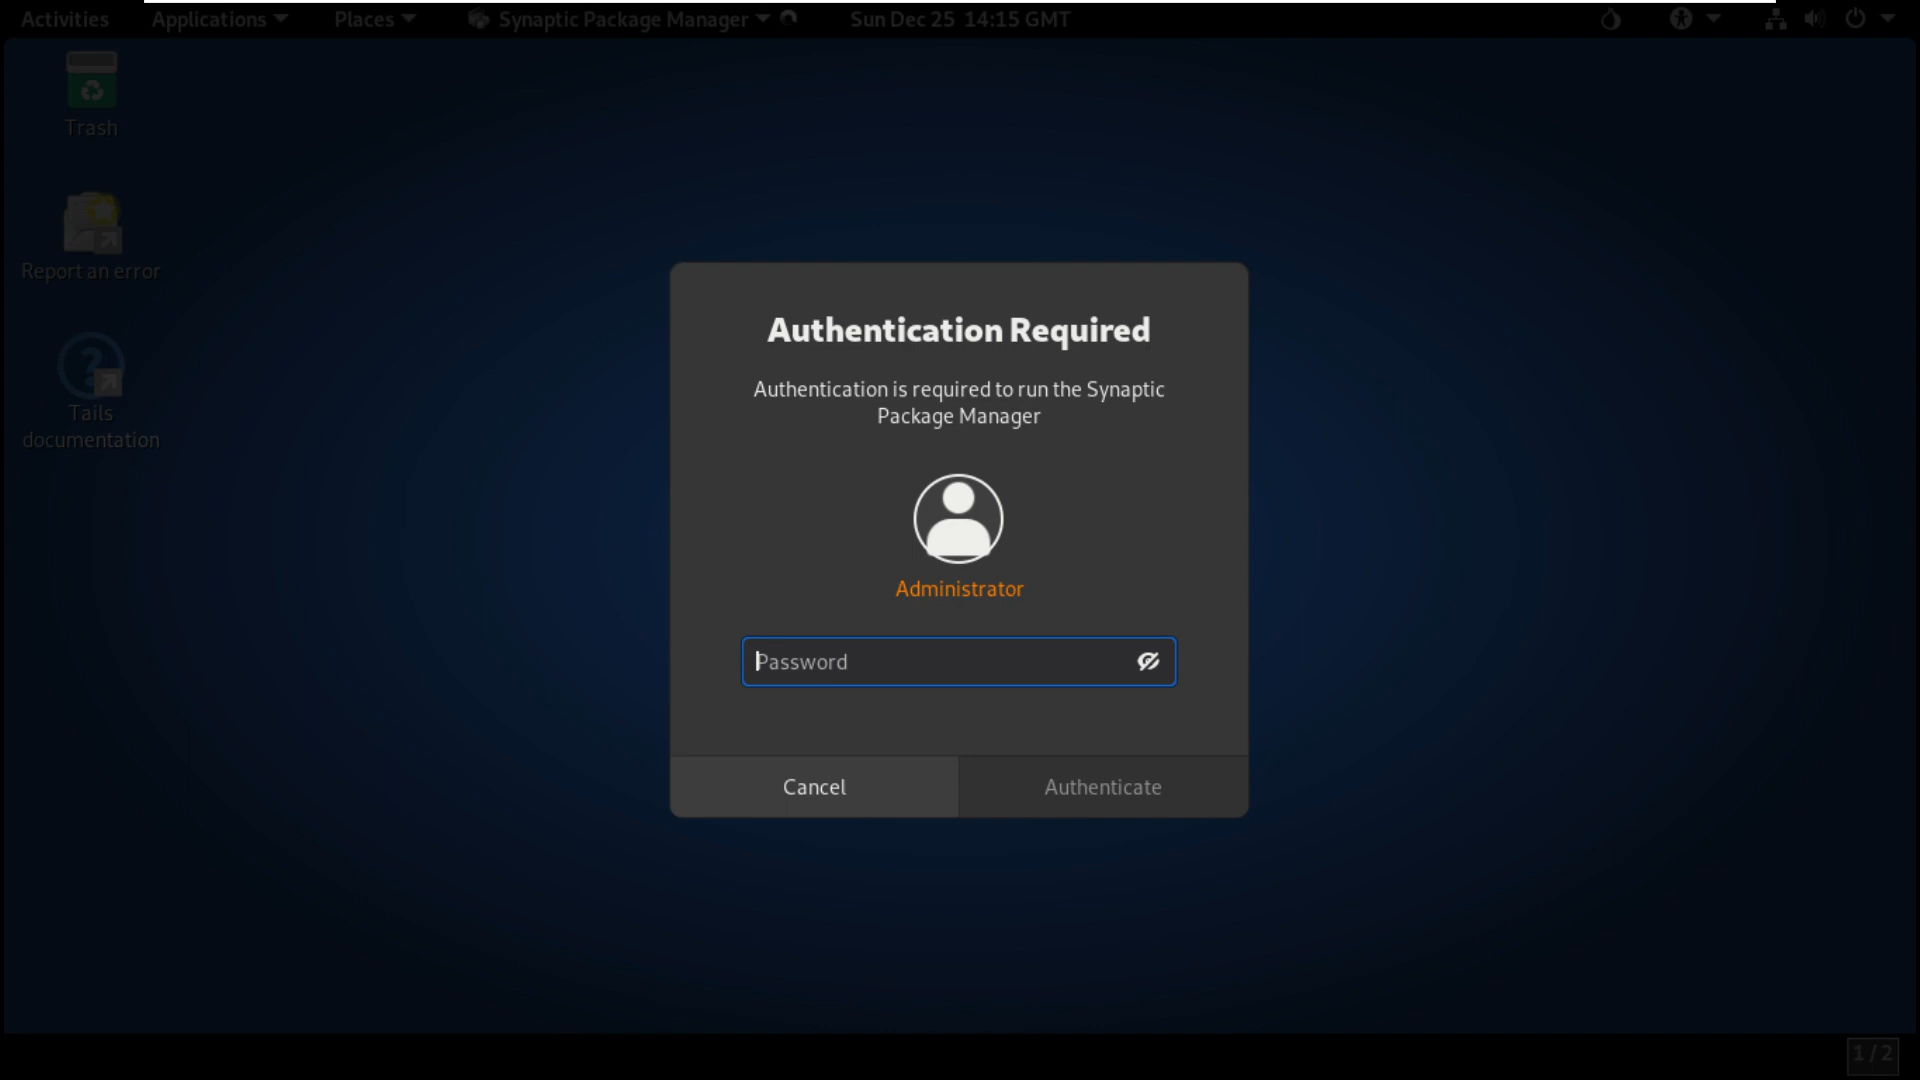 Activities Applications Places Synaptic Package Manager Sun Dec 25 14:15 GMT
Trash
Report an error
Tails
documentation
Authentication Required
Authentication is required to run the Synaptic
Package Manager
Administrator
Password
Cancel Authenticate
1 / 2